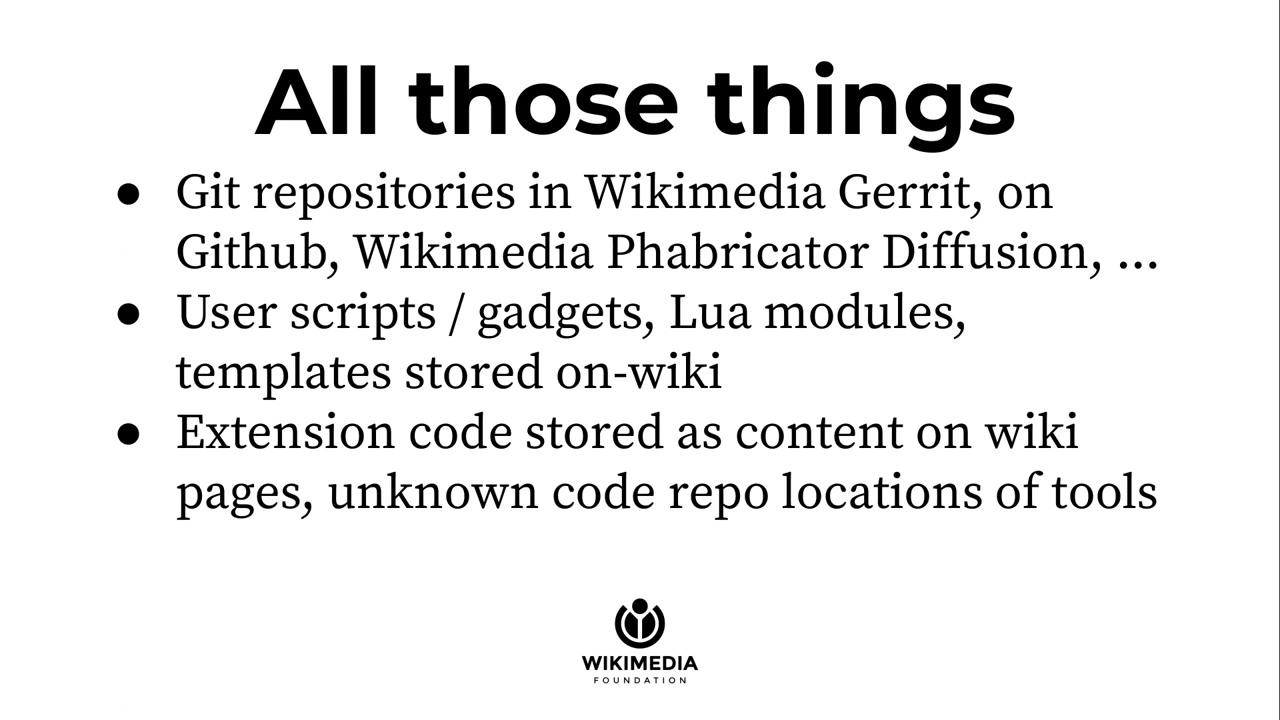 All those things
● Git repositories in Wikimedia Gerrit, on
Github, Wikimedia Phabricator Diffusion, ...
● User scripts / gadgets, Lua modules,
templates stored on-wiki
● Extension code stored as content on wiki
pages, unknown code repo locations of tools
WIKIMEDIA
FOUNDATION